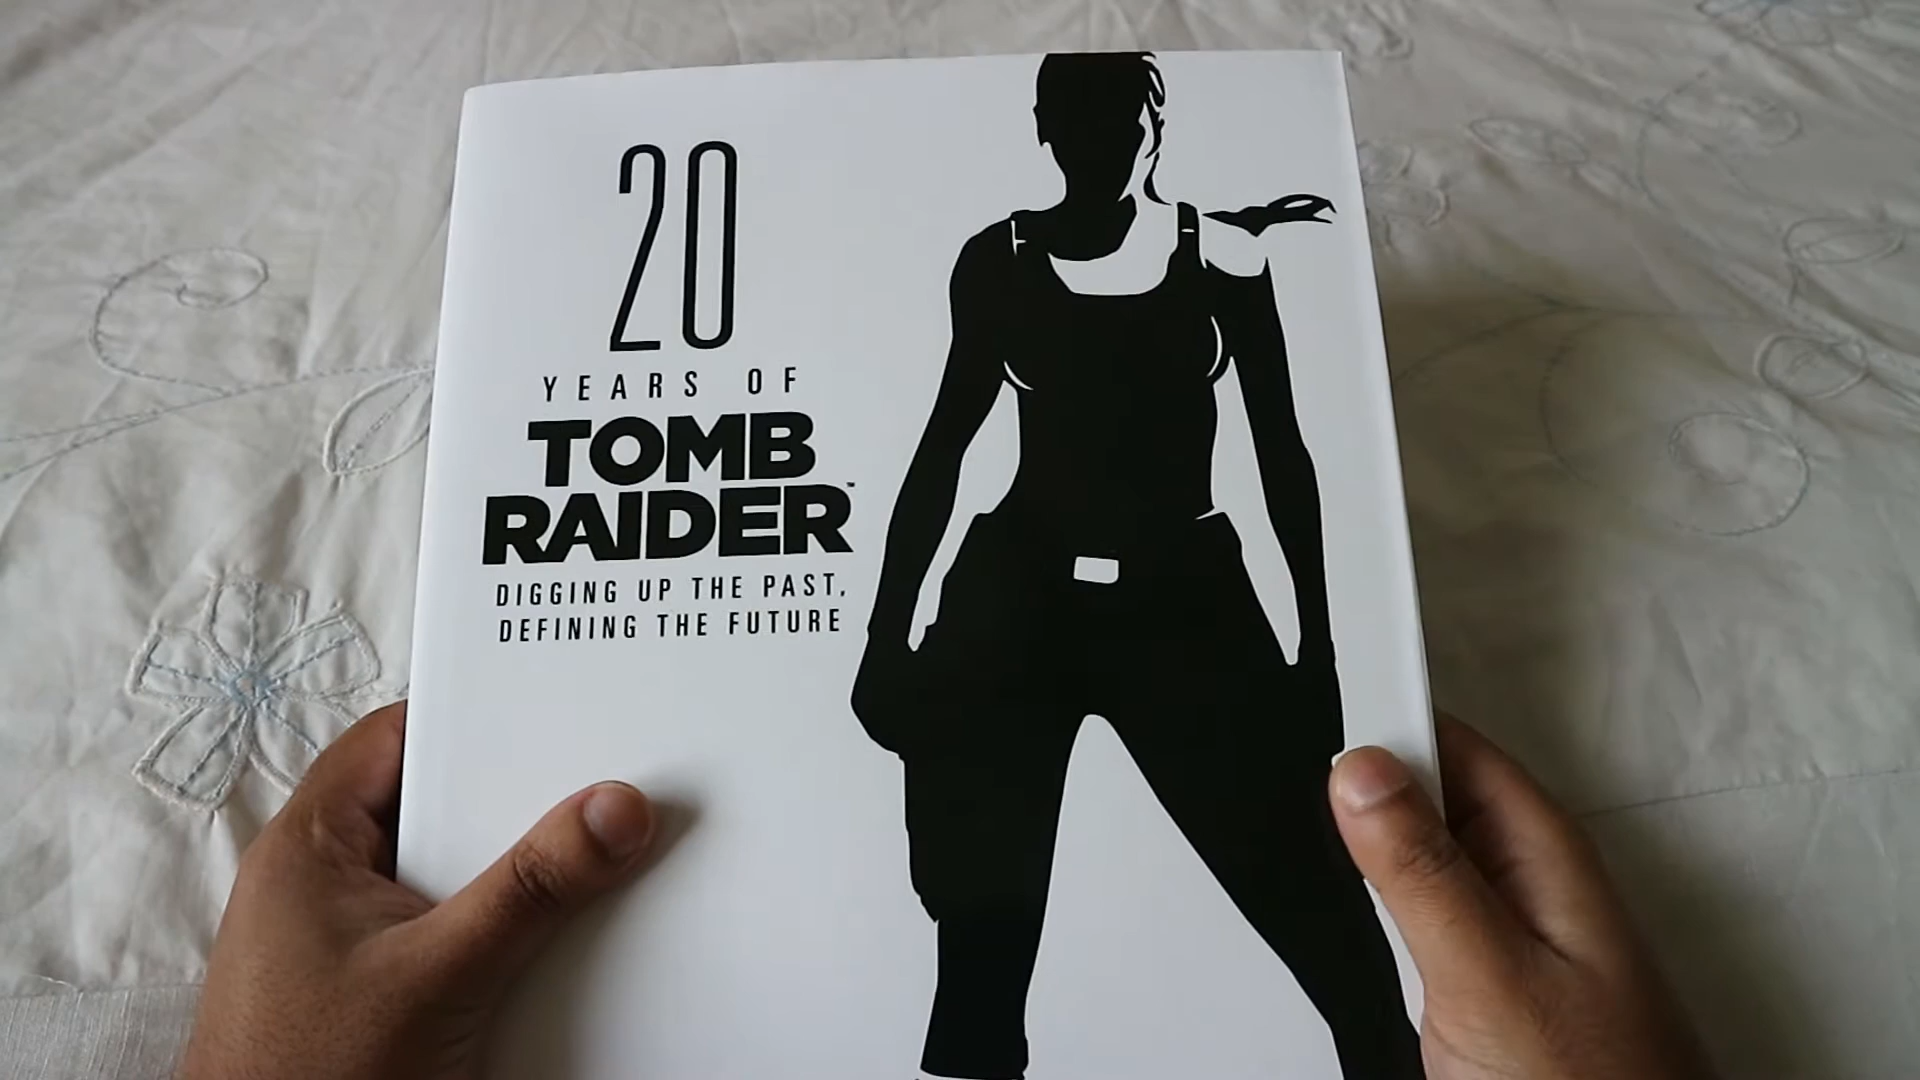 20
YEARS OF
TOMB
RAIDER™
DIGGING UP THE PAST,
DEFINING THE FUTURE